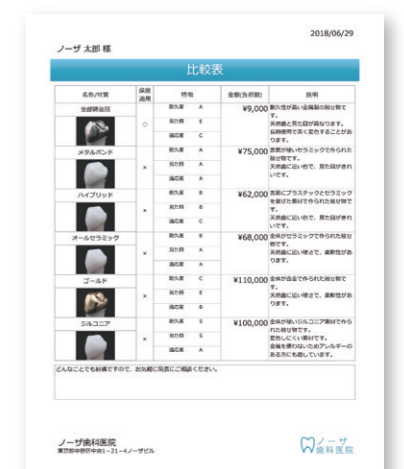 2018/06/29
ノーザ 太郎 様
比較表
名称/材質 保険適用 特徴 金額(負担額) 説明
全部鋳造冠 ○ 耐久度 A 見た目 E 適応度 C ¥9,000 耐久性が高い金属製の被せ物です。
天然歯と見た目が異なります。
長期使用で黒く変色することがあります。
メタルボンド × 耐久度 A 見た目 A 適応度 A ¥75,000 表面が硬いセラミックで作られた被せ物です。
天然歯に近い色で、見た目がきれいです。
ハイブリッド × 耐久度 B 見た目 B 適応度 C ¥62,000 表面にプラスチックとセラミックを混ぜた素材で作られた被せ物です。
天然歯に近い色で、見た目がきれいです。
オールセラミック × 耐久度 B 見た目 A 適応度 A ¥68,000 全体がセラミックで作られた被せ物です。
天然歯に近い硬さで、柔軟性があります。
ゴールド × 耐久度 C 見た目 E 適応度 B ¥110,000 全体が合金で作られた被せ物です。
天然歯に近い硬さで、柔軟性があります。
ジルコニア × 耐久度 S 見た目 S 適応度 A ¥100,000 全体が硬いジルコニア素材で作られた被せ物です。
変色しにくい素材です。
金属を使わないためアレルギーのある方にも適しています。
どんなことでも結構ですので、お気軽に院長にご相談ください。
ノーザ歯科医院
東京都中野区中央1-21-4ノーザビル
ノーザ
歯科医院